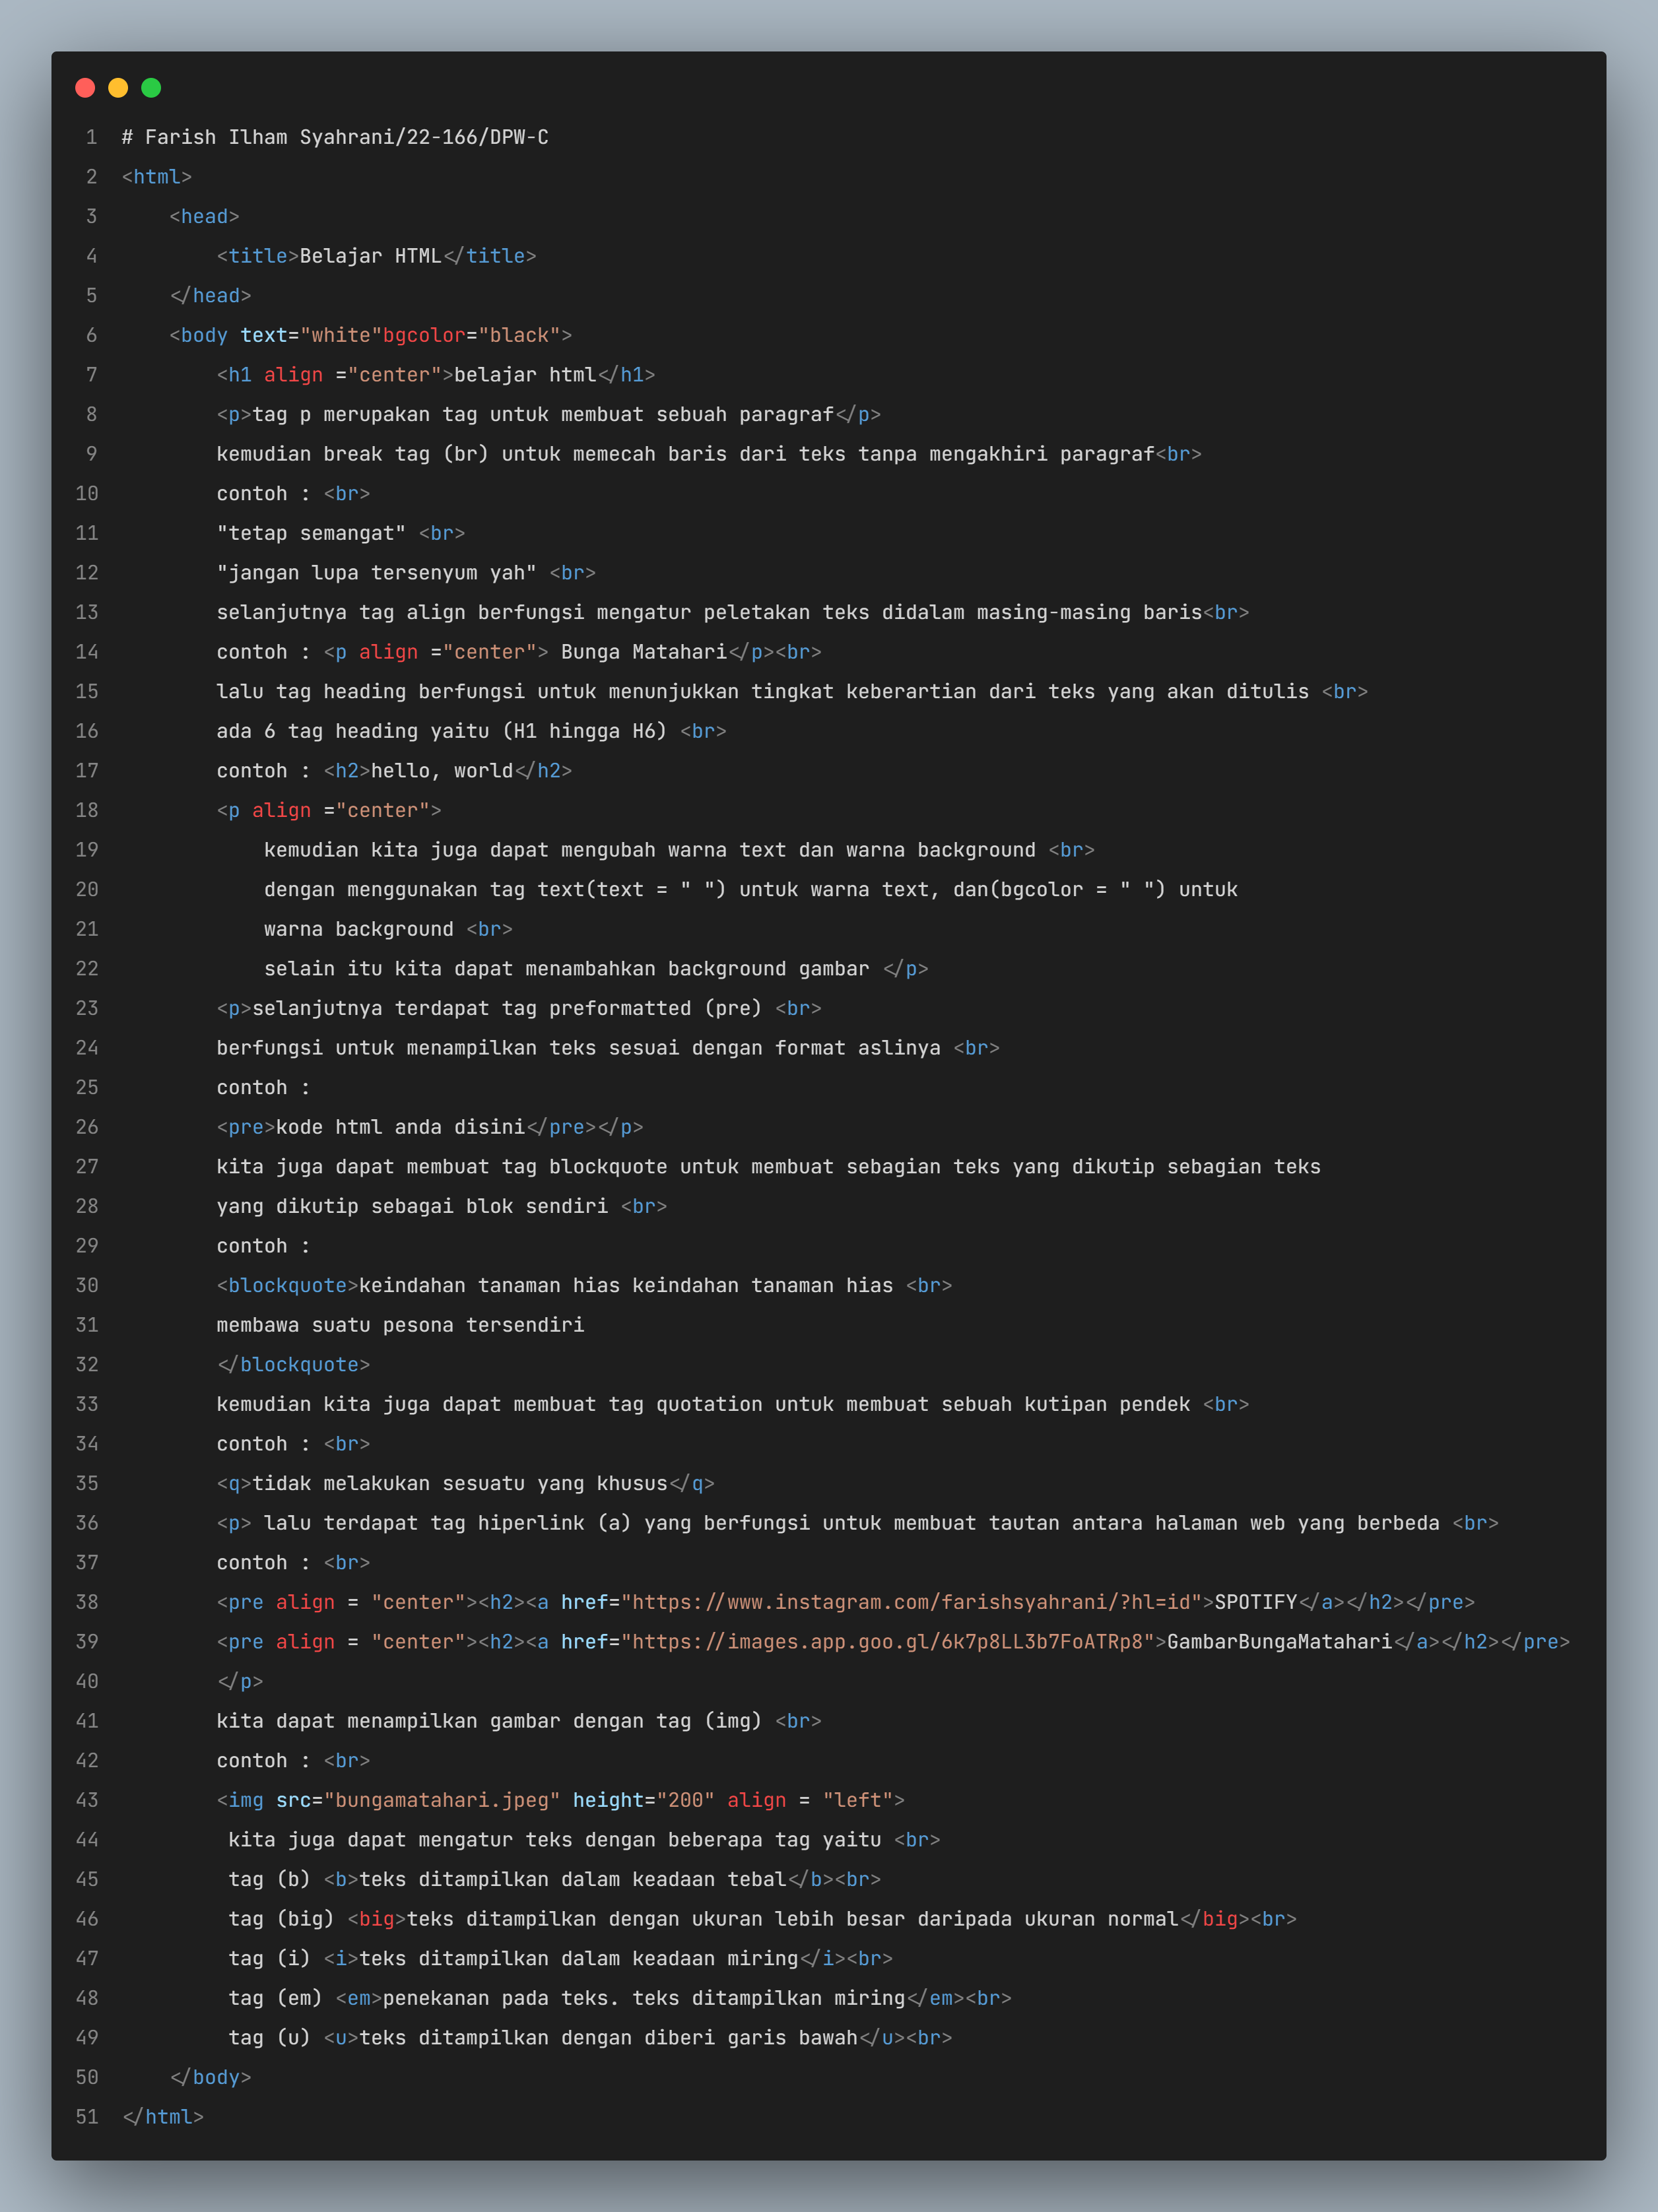 1 # Farish Ilham Syahrani/22-166/DPW-C
2 <html>
3     <head>
4         <title>Belajar HTML</title>
5     </head>
6     <body text="white"bgcolor="black">
7         <h1 align ="center">belajar html</h1>
8         <p>tag p merupakan tag untuk membuat sebuah paragraf</p>
9         kemudian break tag (br) untuk memecah baris dari teks tanpa mengakhiri paragraf<br>
10         contoh : <br>
11         "tetap semangat" <br>
12         "jangan lupa tersenyum yah" <br>
13         selanjutnya tag align berfungsi mengatur peletakan teks didalam masing-masing baris<br>
14         contoh : <p align ="center"> Bunga Matahari</p><br>
15         lalu tag heading berfungsi untuk menunjukkan tingkat keberartian dari teks yang akan ditulis <br>
16         ada 6 tag heading yaitu (H1 hingga H6) <br>
17         contoh : <h2>hello, world</h2>
18         <p align ="center">
19             kemudian kita juga dapat mengubah warna text dan warna background <br>
20             dengan menggunakan tag text(text = " ") untuk warna text, dan(bgcolor = " ") untuk
21             warna background <br>
22             selain itu kita dapat menambahkan background gambar </p>
23         <p>selanjutnya terdapat tag preformatted (pre) <br>
24         berfungsi untuk menampilkan teks sesuai dengan format aslinya <br>
25         contoh :
26         <pre>kode html anda disini</pre></p>
27         kita juga dapat membuat tag blockquote untuk membuat sebagian teks yang dikutip sebagian teks
28         yang dikutip sebagai blok sendiri <br>
29         contoh :
30         <blockquote>keindahan tanaman hias keindahan tanaman hias <br>
31         membawa suatu pesona tersendiri
32         </blockquote>
33         kemudian kita juga dapat membuat tag quotation untuk membuat sebuah kutipan pendek <br>
34         contoh : <br>
35         <q>tidak melakukan sesuatu yang khusus</q>
36         <p> lalu terdapat tag hiperlink (a) yang berfungsi untuk membuat tautan antara halaman web yang berbeda <br>
37         contoh : <br>
38         <pre align = "center"><h2><a href="https://www.instagram.com/farishsyahrani/?hl=id">SPOTIFY</a></h2></pre>
39         <pre align = "center"><h2><a href="https://images.app.goo.gl/6k7p8LL3b7FoATRp8">GambarBungaMatahari</a></h2></pre>
40         </p>
41         kita dapat menampilkan gambar dengan tag (img) <br>
42         contoh : <br>
43         <img src="bungamatahari.jpeg" height="200" align = "left">
44          kita juga dapat mengatur teks dengan beberapa tag yaitu <br>
45          tag (b) <b>teks ditampilkan dalam keadaan tebal</b><br>
46          tag (big) <big>teks ditampilkan dengan ukuran lebih besar daripada ukuran normal</big><br>
47          tag (i) <i>teks ditampilkan dalam keadaan miring</i><br>
48          tag (em) <em>penekanan pada teks. teks ditampilkan miring</em><br>
49          tag (u) <u>teks ditampilkan dengan diberi garis bawah</u><br>
50     </body>
51 </html>